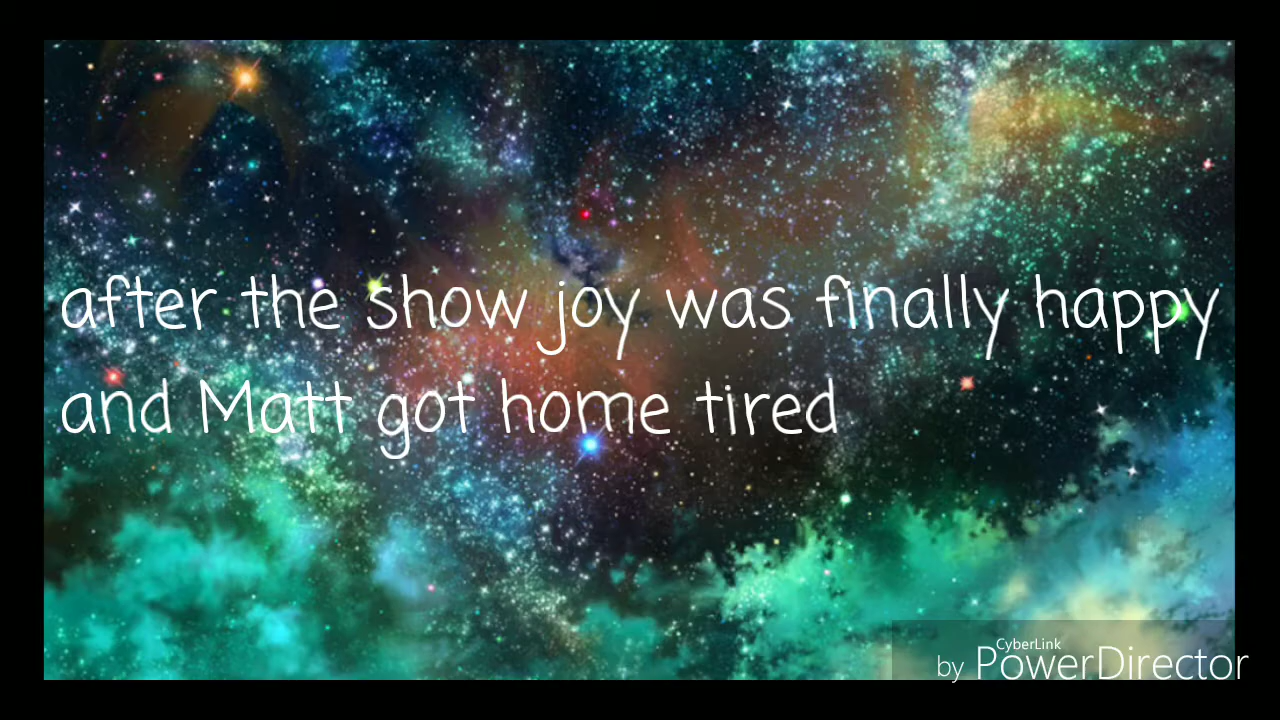 after the show joy was finally happy
and Matt got home tired
CyberLink
by PowerDirector